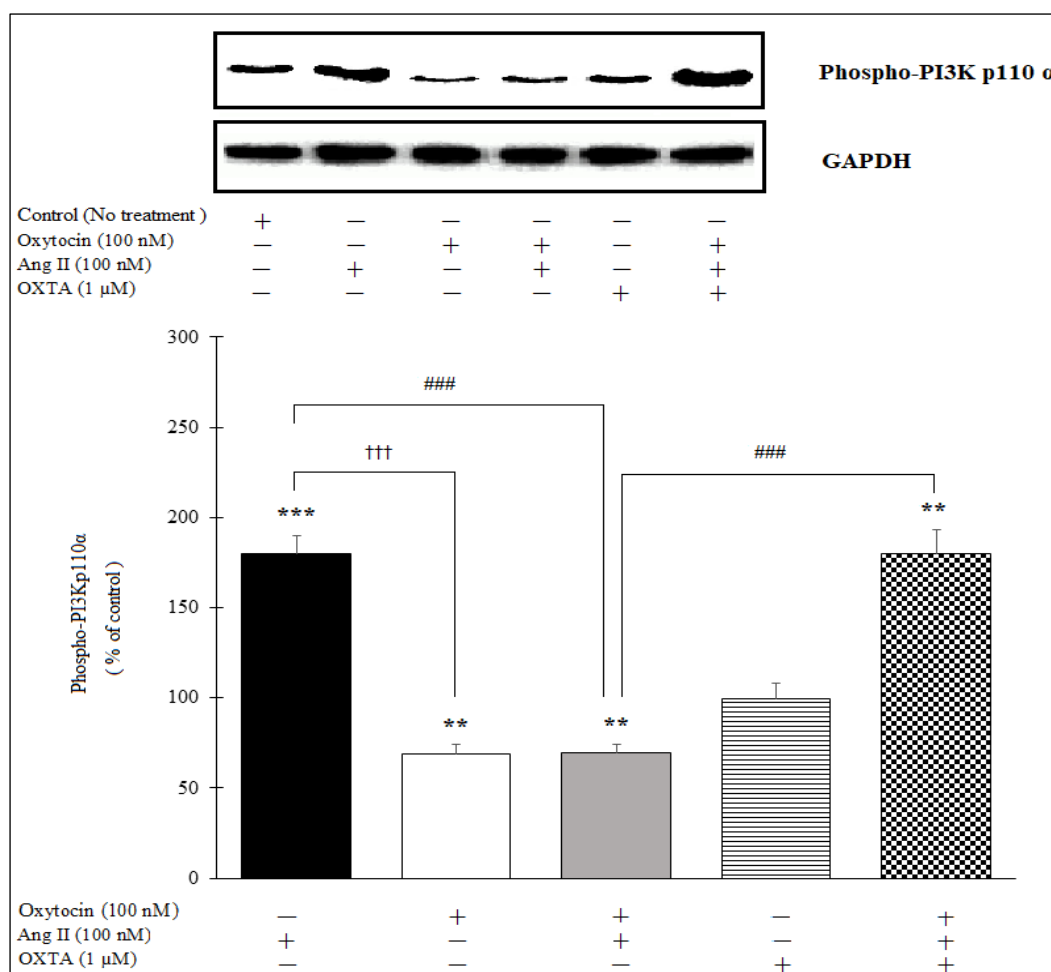 Phospho-PI3K p110 α
GAPDH
Control (No treatment ) + — — — — —
Oxytocin (100 nM) — — + + — +
Ang II (100 nM) — + — + — +
OXTA (1 µM) — — — — + +
300
250
200
150
100
50
0
Phospho-PI3Kp110α
( % of control)
###
†††
###
***
**
**
**
Oxytocin (100 nM) — + + — +
Ang II (100 nM) + — + — +
OXTA (1 µM) — — — + +